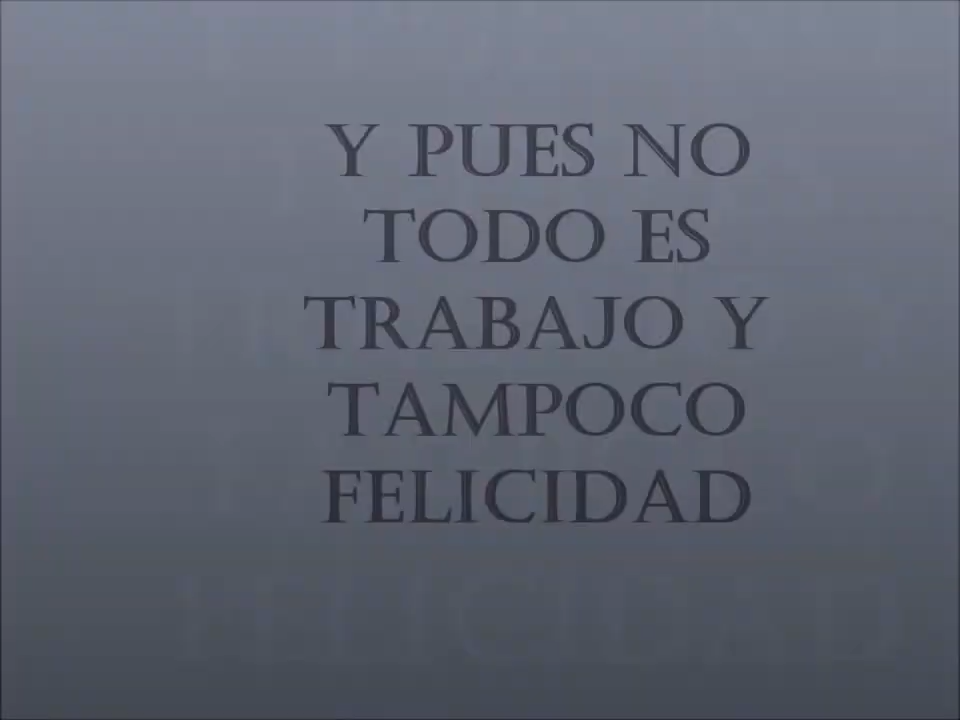 Y PUES NO
TODO ES
TRABAJO Y
TAMPOCO
FELICIDAD